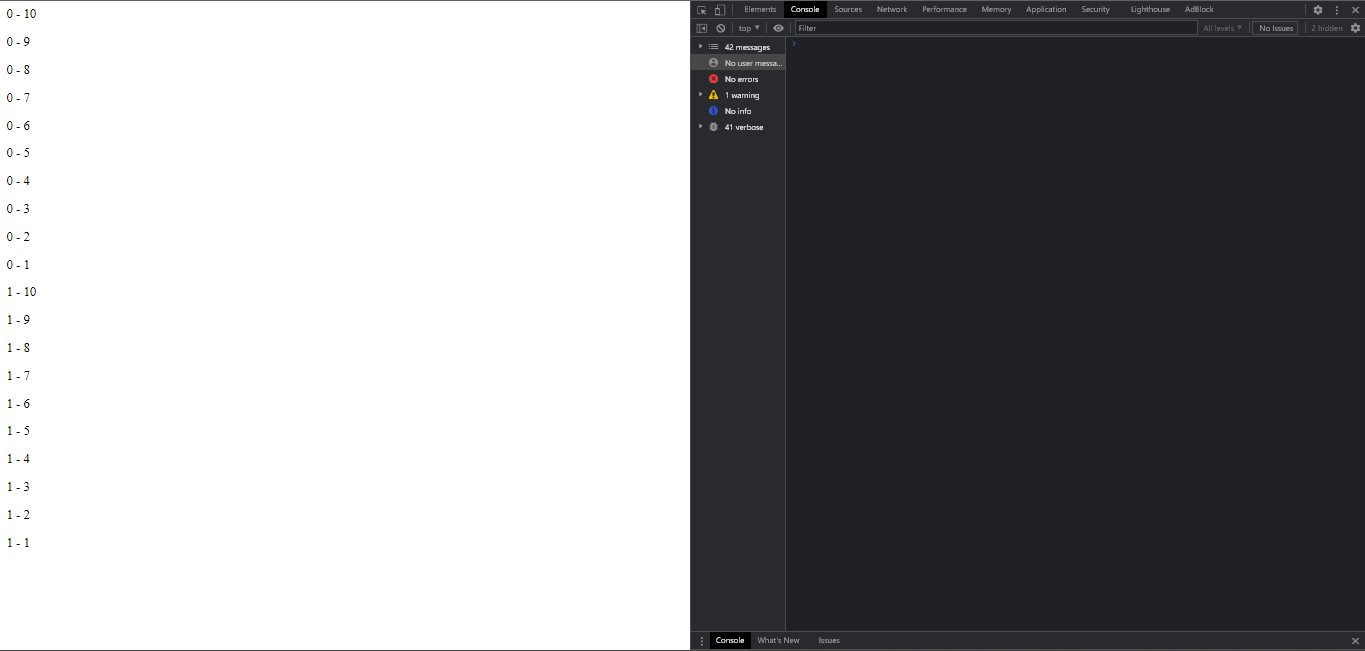 0 - 10
0 - 9
0 - 8
0 - 7
0 - 6
0 - 5
0 - 4
0 - 3
0 - 2
0 - 1
1 - 10
1 - 9
1 - 8
1 - 7
1 - 6
1 - 5
1 - 4
1 - 3
1 - 2
1 - 1
Elements Console Sources Network Performance Memory Application Security Lighthouse AdBlock
top Filter All levels No Issues 2 hidden
42 messages
No user messa...
No errors
1 warning
No info
41 verbose
Console What's New Issues